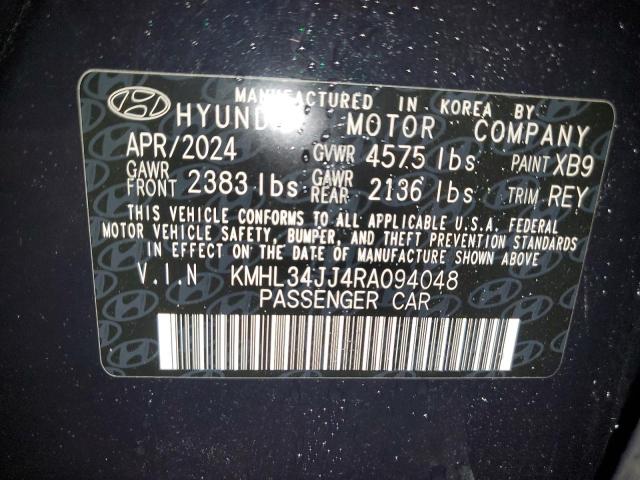 MANUFACTURED IN KOREA BY
HYUNDAI MOTOR COMPANY
APR/2024 GVWR 4575 lbs PAINT XB9
GAWR FRONT 2383 lbs GAWR REAR 2136 lbs TRIM REY
THIS VEHICLE CONFORMS TO ALL APPLICABLE U.S.A. FEDERAL
MOTOR VEHICLE SAFETY, BUMPER, AND THEFT PREVENTION STANDARDS
IN EFFECT ON THE DATE OF MANUFACTURE SHOWN ABOVE
V.I.N KMHL34JJ4RA094048
PASSENGER CAR